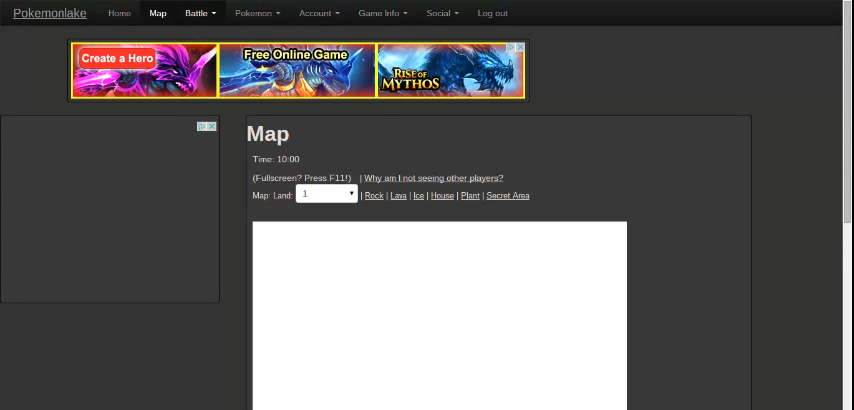 Pokemonlake Home Map Battle Pokemon Account Game Info Social Log out
Create a Hero
Free Online Game
RISE OF
MYTHOS
Map
Time: 10:00
(Fullscreen? Press F11!) | Why am I not seeing other players?
Map: Land: 1 | Rock | Lava | Ice | House | Plant | Secret Area